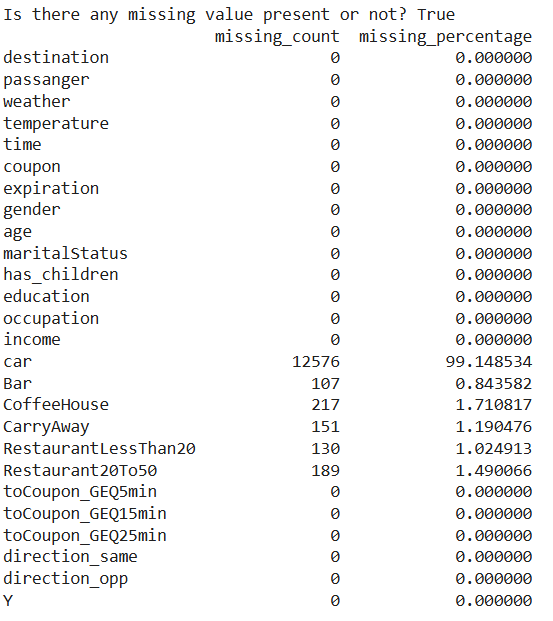 Is there any missing value present or not? True
missing_count missing_percentage
destination 0 0.000000
passanger 0 0.000000
weather 0 0.000000
temperature 0 0.000000
time 0 0.000000
coupon 0 0.000000
expiration 0 0.000000
gender 0 0.000000
age 0 0.000000
maritalStatus 0 0.000000
has_children 0 0.000000
education 0 0.000000
occupation 0 0.000000
income 0 0.000000
car 12576 99.148534
Bar 107 0.843582
CoffeeHouse 217 1.710817
CarryAway 151 1.190476
RestaurantLessThan20 130 1.024913
Restaurant20To50 189 1.490066
toCoupon_GEQ5min 0 0.000000
toCoupon_GEQ15min 0 0.000000
toCoupon_GEQ25min 0 0.000000
direction_same 0 0.000000
direction_opp 0 0.000000
Y 0 0.000000